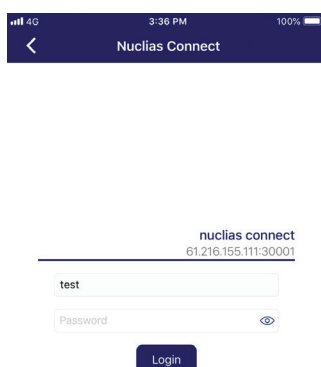 4G 3:36 PM 100%
Nuclias Connect
nuclias connect
61.216.155.111:30001
test
Password
Login